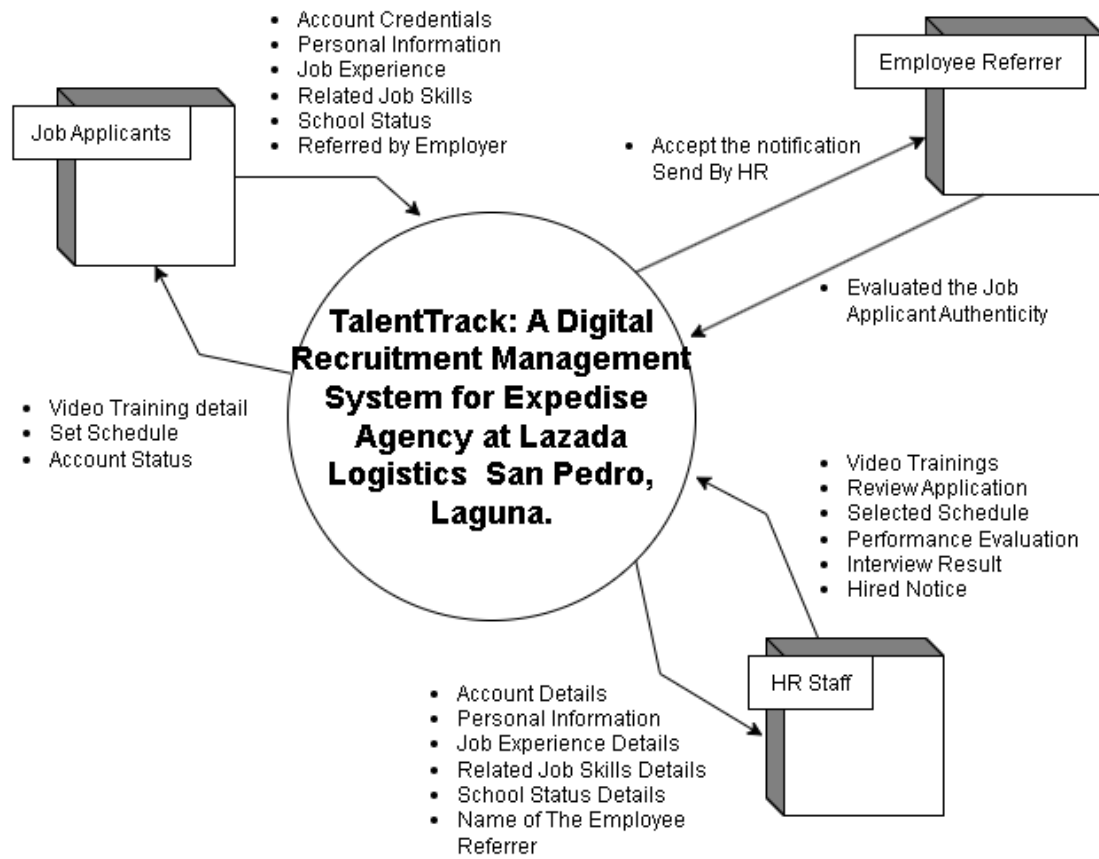 • Account Credentials
• Personal Information
• Job Experience
• Related Job Skills
• School Status
• Referred by Employer
Job Applicants
Employee Referrer
• Accept the notification
Send By HR
• Evaluated the Job
Applicant Authenticity
TalentTrack: A Digital
Recruitment Management
System for Expedise
Agency at Lazada
Logistics San Pedro,
Laguna.
• Video Training detail
• Set Schedule
• Account Status
• Video Trainings
• Review Application
• Selected Schedule
• Performance Evaluation
• Interview Result
• Hired Notice
HR Staff
• Account Details
• Personal Information
• Job Experience Details
• Related Job Skills Details
• School Status Details
• Name of The Employee
Referrer